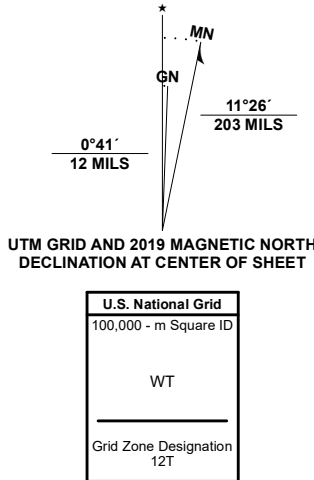 ★
MN
GN
0°41´
12 MILS
11°26´
203 MILS
UTM GRID AND 2019 MAGNETIC NORTH
DECLINATION AT CENTER OF SHEET
U.S. National Grid
100,000 - m Square ID
WT
Grid Zone Designation
12T